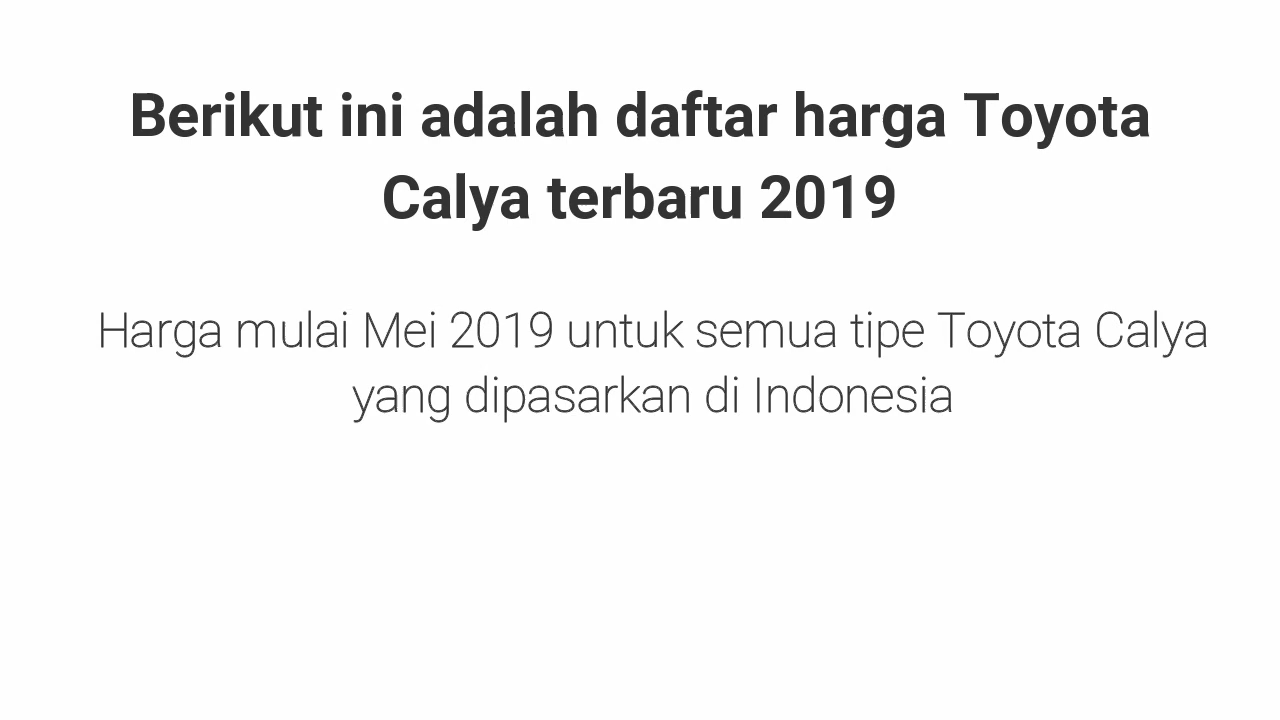 Berikut ini adalah daftar harga Toyota
Calya terbaru 2019
Harga mulai Mei 2019 untuk semua tipe Toyota Calya
yang dipasarkan di Indonesia